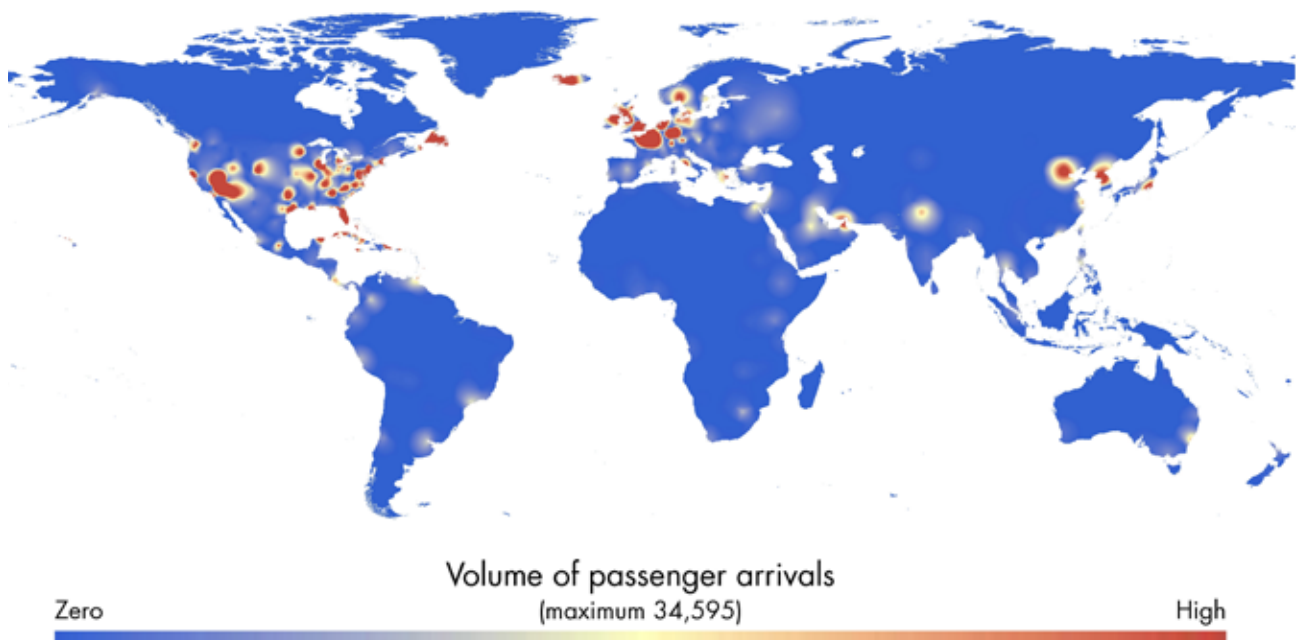 Volume of passenger arrivals
Zero
(maximum 34,595)
High